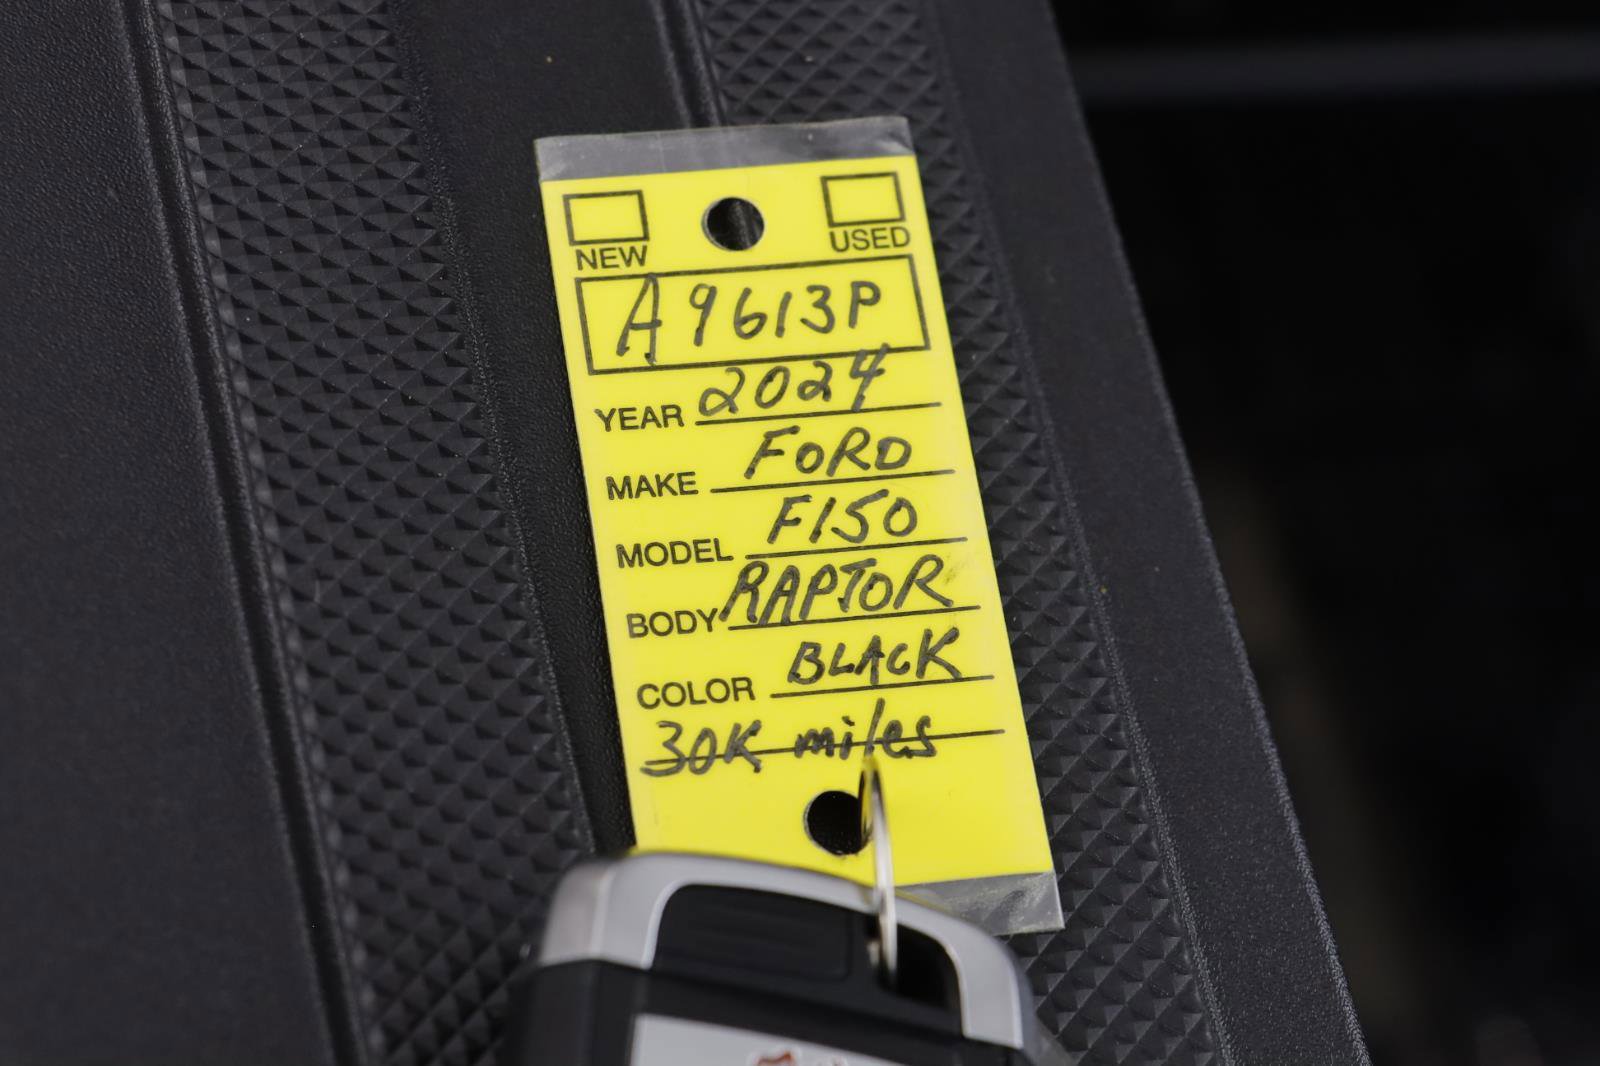 NEW USED
A9613P
YEAR 2024
MAKE FORD
MODEL F150
BODY RAPTOR
COLOR BLACK
30K miles